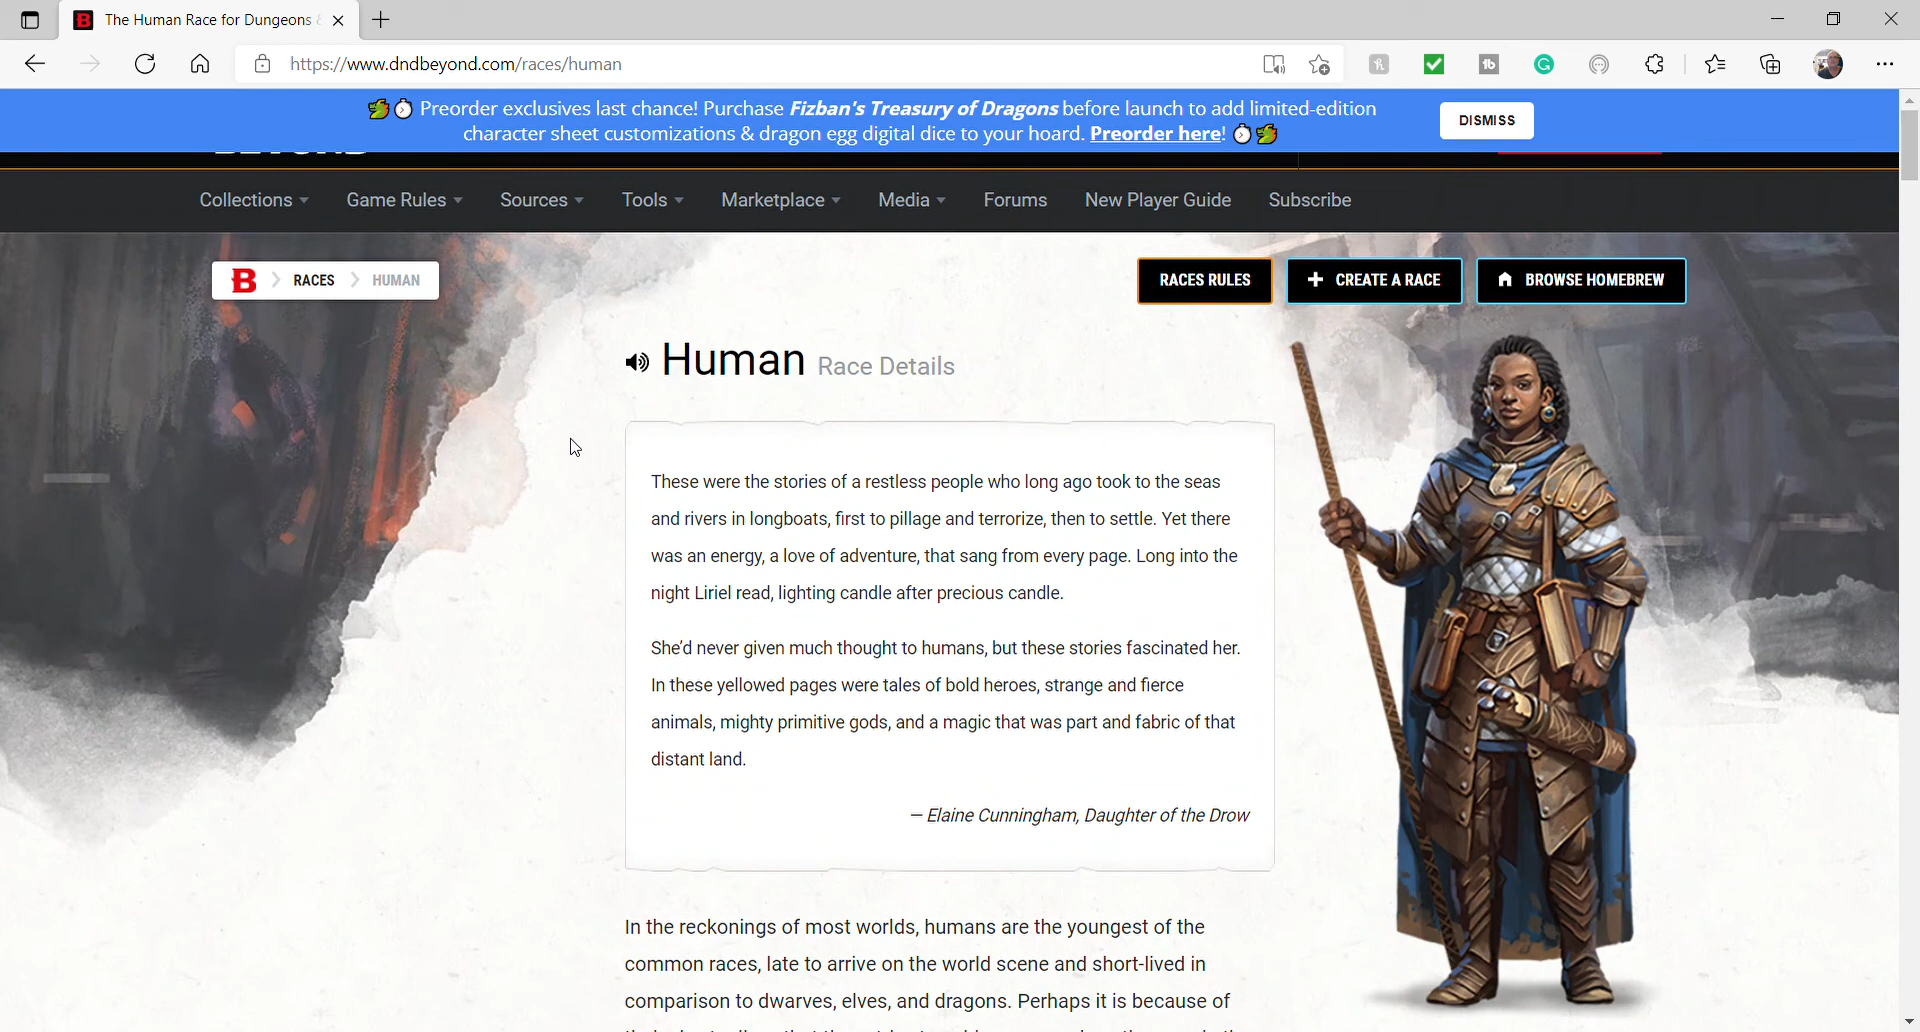 The Human Race for Dungeons
https://www.dndbeyond.com/races/human
Preorder exclusives last chance! Purchase Fizban's Treasury of Dragons before launch to add limited-edition
character sheet customizations & dragon egg digital dice to your hoard. Preorder here!
DISMISS
Collections
Game Rules
Sources
Tools
Marketplace
Media
Forums
New Player Guide
Subscribe
B
RACES
HUMAN
RACES RULES
+ CREATE A RACE
BROWSE HOMEBREW
Human Race Details
These were the stories of a restless people who long ago took to the seas
and rivers in longboats, first to pillage and terrorize, then to settle. Yet there
was an energy, a love of adventure, that sang from every page. Long into the
night Liriel read, lighting candle after precious candle.
She’d never given much thought to humans, but these stories fascinated her.
In these yellowed pages were tales of bold heroes, strange and fierce
animals, mighty primitive gods, and a magic that was part and fabric of that
distant land.
— Elaine Cunningham, Daughter of the Drow
In the reckonings of most worlds, humans are the youngest of the
common races, late to arrive on the world scene and short-lived in
comparison to dwarves, elves, and dragons. Perhaps it is because of